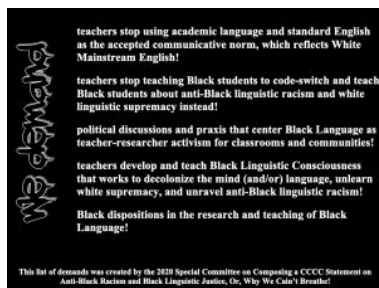 We Demand
teachers stop using academic language and standard English
as the accepted communicative norm, which reflects White
Mainstream English!
teachers stop teaching Black students to code-switch and teach
Black students about anti-Black linguistic racism and white
linguistic supremacy instead!
political discussions and praxis that center Black Language as
teacher-researcher activism for classrooms and communities!
teachers develop and teach Black Linguistic Consciousness
that works to decolonize the mind (and/or) language, unlearn
white supremacy, and unravel anti-Black linguistic racism!
Black dispositions in the research and teaching of Black
Language!
This list of demands was created by the 2020 Special Committee on Composing a CCCC Statement on
Anti-Black Racism and Black Linguistic Justice, Or, Why We Cain't Breathe!